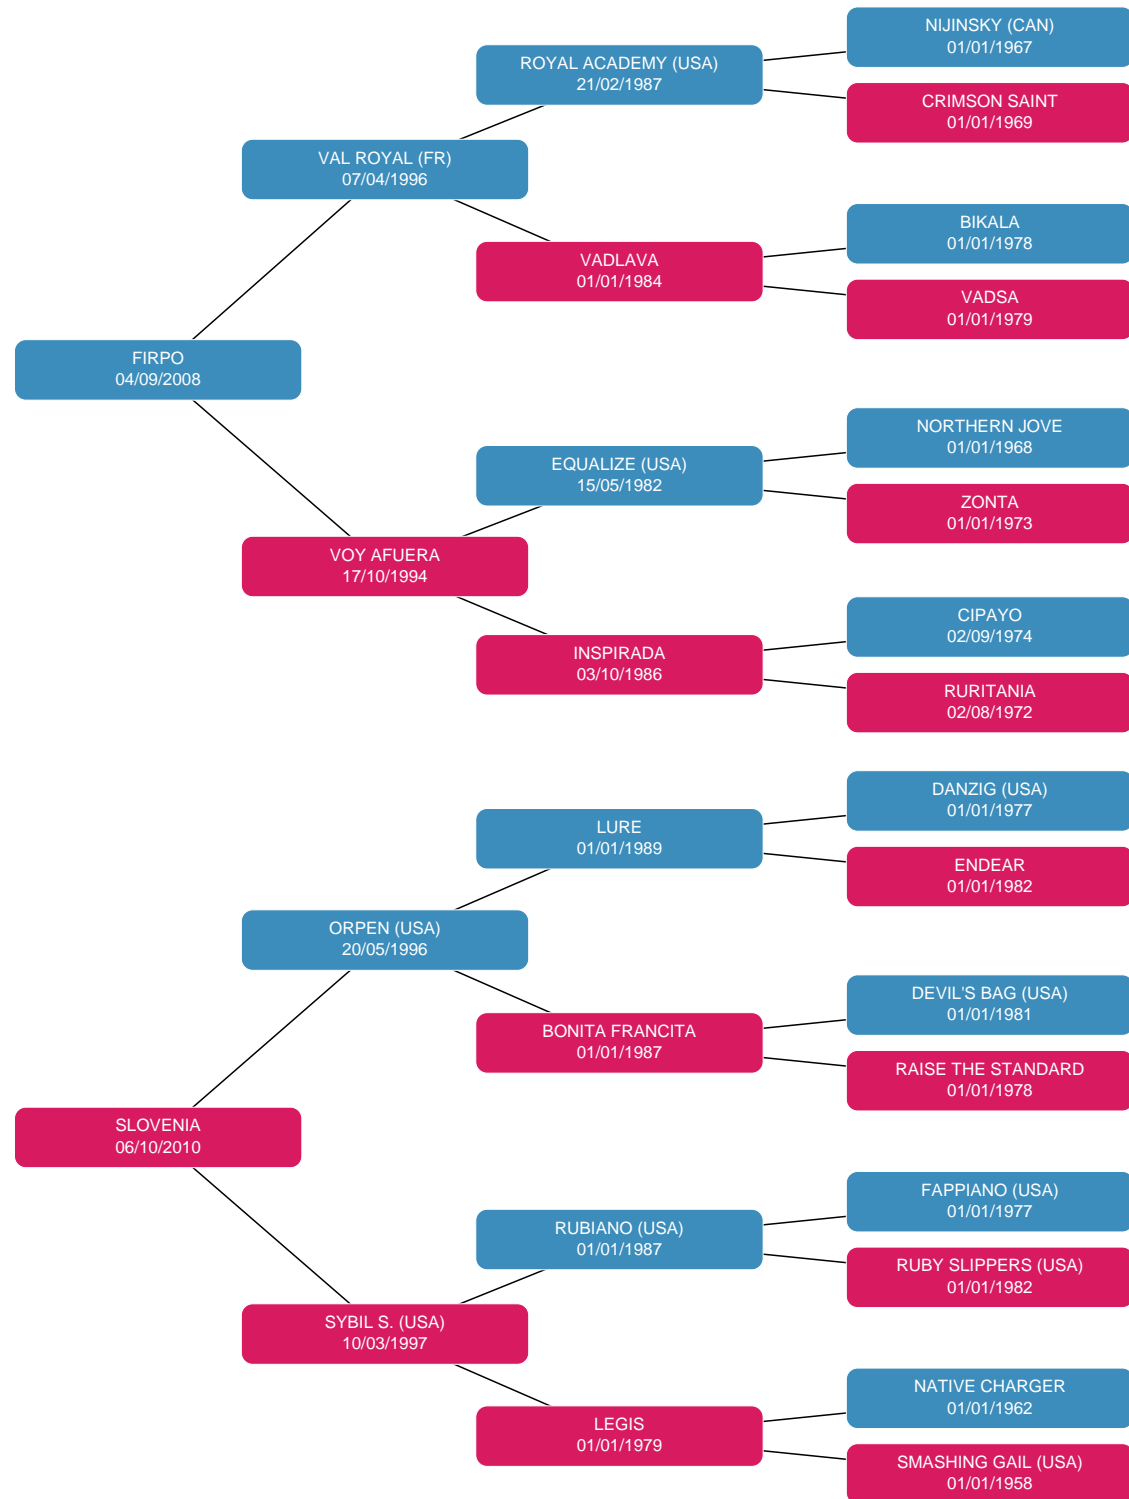 NIJINSKY (CAN)
01/01/1967
ROYAL ACADEMY (USA)
21/02/1987
CRIMSON SAINT
01/01/1969
VAL ROYAL (FR)
07/04/1996
BIKALA
01/01/1978
VADLAVA
01/01/1984
VADSA
01/01/1979
FIRPO
04/09/2008
NORTHERN JOVE
01/01/1968
EQUALIZE (USA)
15/05/1982
ZONTA
01/01/1973
VOY AFUERA
17/10/1994
CIPAYO
02/09/1974
INSPIRADA
03/10/1986
RURITANIA
02/08/1972
DANZIG (USA)
01/01/1977
LURE
01/01/1989
ENDEAR
01/01/1982
ORPEN (USA)
20/05/1996
DEVIL'S BAG (USA)
01/01/1981
BONITA FRANCITA
01/01/1987
RAISE THE STANDARD
01/01/1978
SLOVENIA
06/10/2010
FAPPIANO (USA)
01/01/1977
RUBIANO (USA)
01/01/1987
RUBY SLIPPERS (USA)
01/01/1982
SYBIL S. (USA)
10/03/1997
NATIVE CHARGER
01/01/1962
LEGIS
01/01/1979
SMASHING GAIL (USA)
01/01/1958